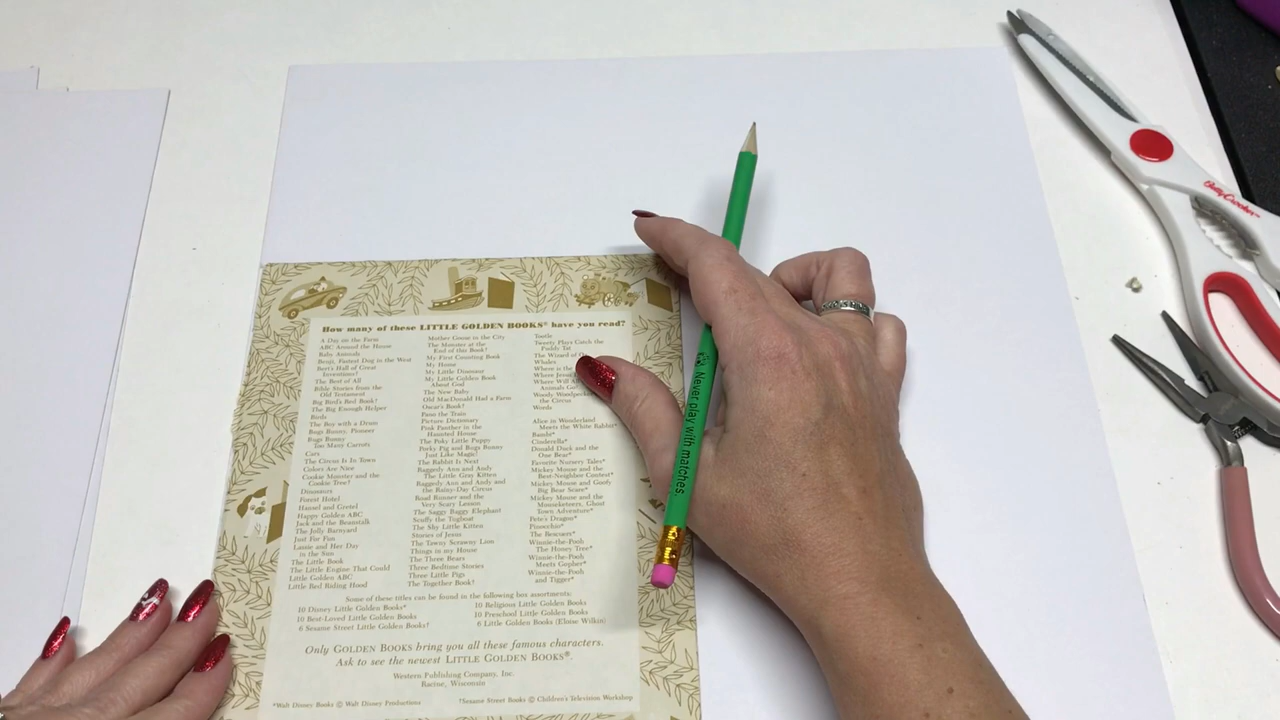 How many of these LITTLE GOLDEN BOOKS® have you read?
A Day on the Farm
ABC Around the House
Baby Animals
Benji, Fastest Dog in the West
Bert's Hall of Great
Inventions†
The Best of All
Bible Stories from the
Old Testament
Big Bird's Red Book†
The Big Enough Helper
Birds
The Boy with a Drum
Bugs Bunny, Pioneer
Bugs Bunny
Too Many Carrots
Cars
The Circus Is in Town
Colors Are Nice
Cookie Monster and the
Cookie Tree†
Dinosaurs
Forest Hotel
Hansel and Gretel
Happy Golden ABC
Jack and the Beanstalk
The Jolly Barnyard
Just For Fun
Lassie and Her Day
in the Sun
The Little Book
The Little Engine That Could
Little Golden ABC
Little Red Riding Hood
Mother Goose in the City
The Monster at the
End of this Book†
My First Counting Book
My Home
My Little Dinosaur
My Little Golden Book
About God
The New Baby
Old MacDonald Had a Farm
Oscar's Book†
Pano the Train
Picture Dictionary
Pink Panther in the
Haunted House
The Poky Little Puppy
Porky Pig and Bugs Bunny
Just Like Magic!
The Rabbit Is Next
Raggedy Ann and Andy
The Little Gray Kitten
Raggedy Ann and Andy and
the Rainy-Day Circus
Road Runner and the
Very Scary Lesson
The Saggy Baggy Elephant
Scuffy the Tugboat
The Shy Little Kitten
Stories of Jesus
The Tawny Scrawny Lion
Things in my House
The Three Bears
Three Bedtime Stories
Three Little Pigs
The Together Book†
Tootle
Tweety Plays Catch the
Puddy Tat
The Wizard of
Whales
Where is the
Where Jesus
Where Will All
Animals Go?
Woody Woodpecker
the Circus
Words
Alice in Wonderland
Meets the White Rabbit*
Bambi*
Cinderella*
Donald Duck and the
One Bear*
Favorite Nursery Tales*
Mickey Mouse and the
Best-Neighbor Contest*
Mickey Mouse and Goofy
Big Bear Scare*
Mickey Mouse and the
Mouseketeers, Ghost
Town Adventure*
Pete's Dragon*
Pinocchio*
The Rescuers*
Winnie-the-Pooh
The Honey Tree*
Winnie-the-Pooh
Meets Gopher*
Winnie-the-Pooh
and Tigger*
Some of these titles can be found in the following box assortments:
10 Disney Little Golden Books*
10 Best-Loved Little Golden Books
6 Sesame Street Little Golden Books†
10 Religious Little Golden Books
10 Preschool Little Golden Books
6 Little Golden Books (Eloise Wilkin)
Only GOLDEN BOOKS bring you all these famous characters.
Ask to see the newest LITTLE GOLDEN BOOKS®.
Western Publishing Company, Inc.
Racine, Wisconsin
*Walt Disney Books © Walt Disney Productions
†Sesame Street Books © Children's Television Workshop
Never play with matches.
Betty Crocker